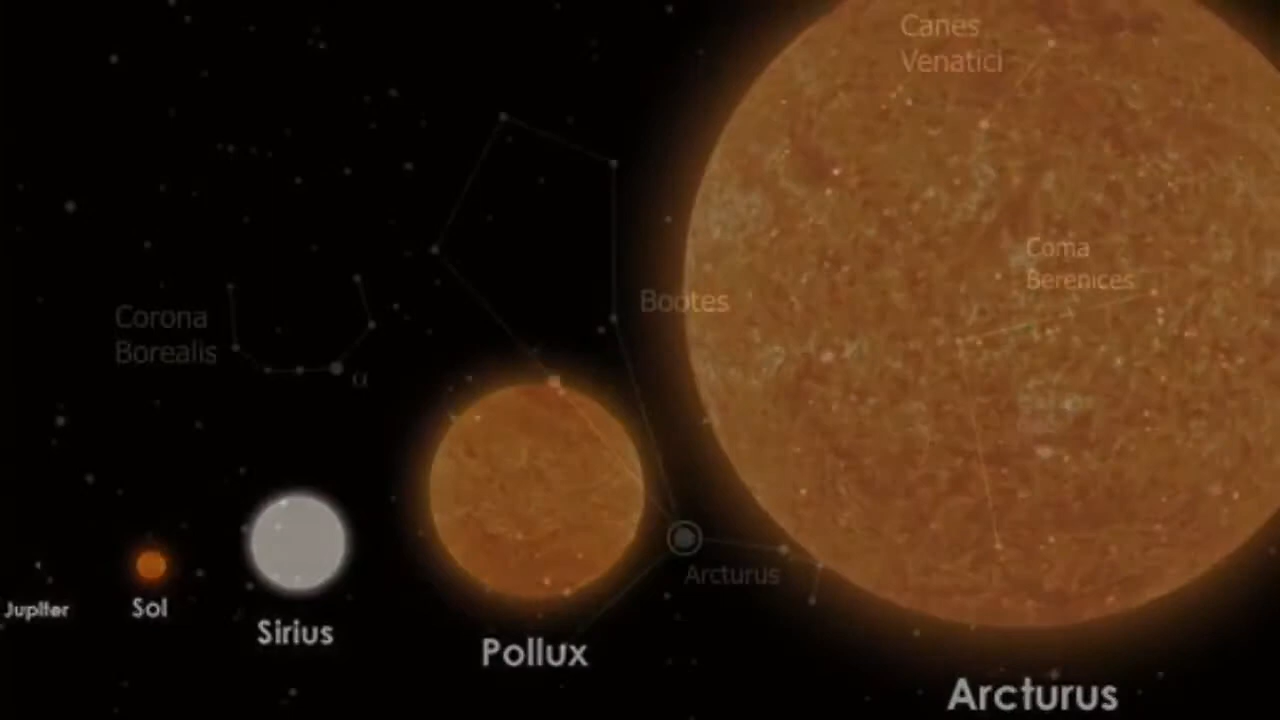 Canes
Venatici
Coma
Berenices
Bootes
Corona
Borealis
α
Arcturus
Jupiter
Sol
Sirius
Pollux
Arcturus